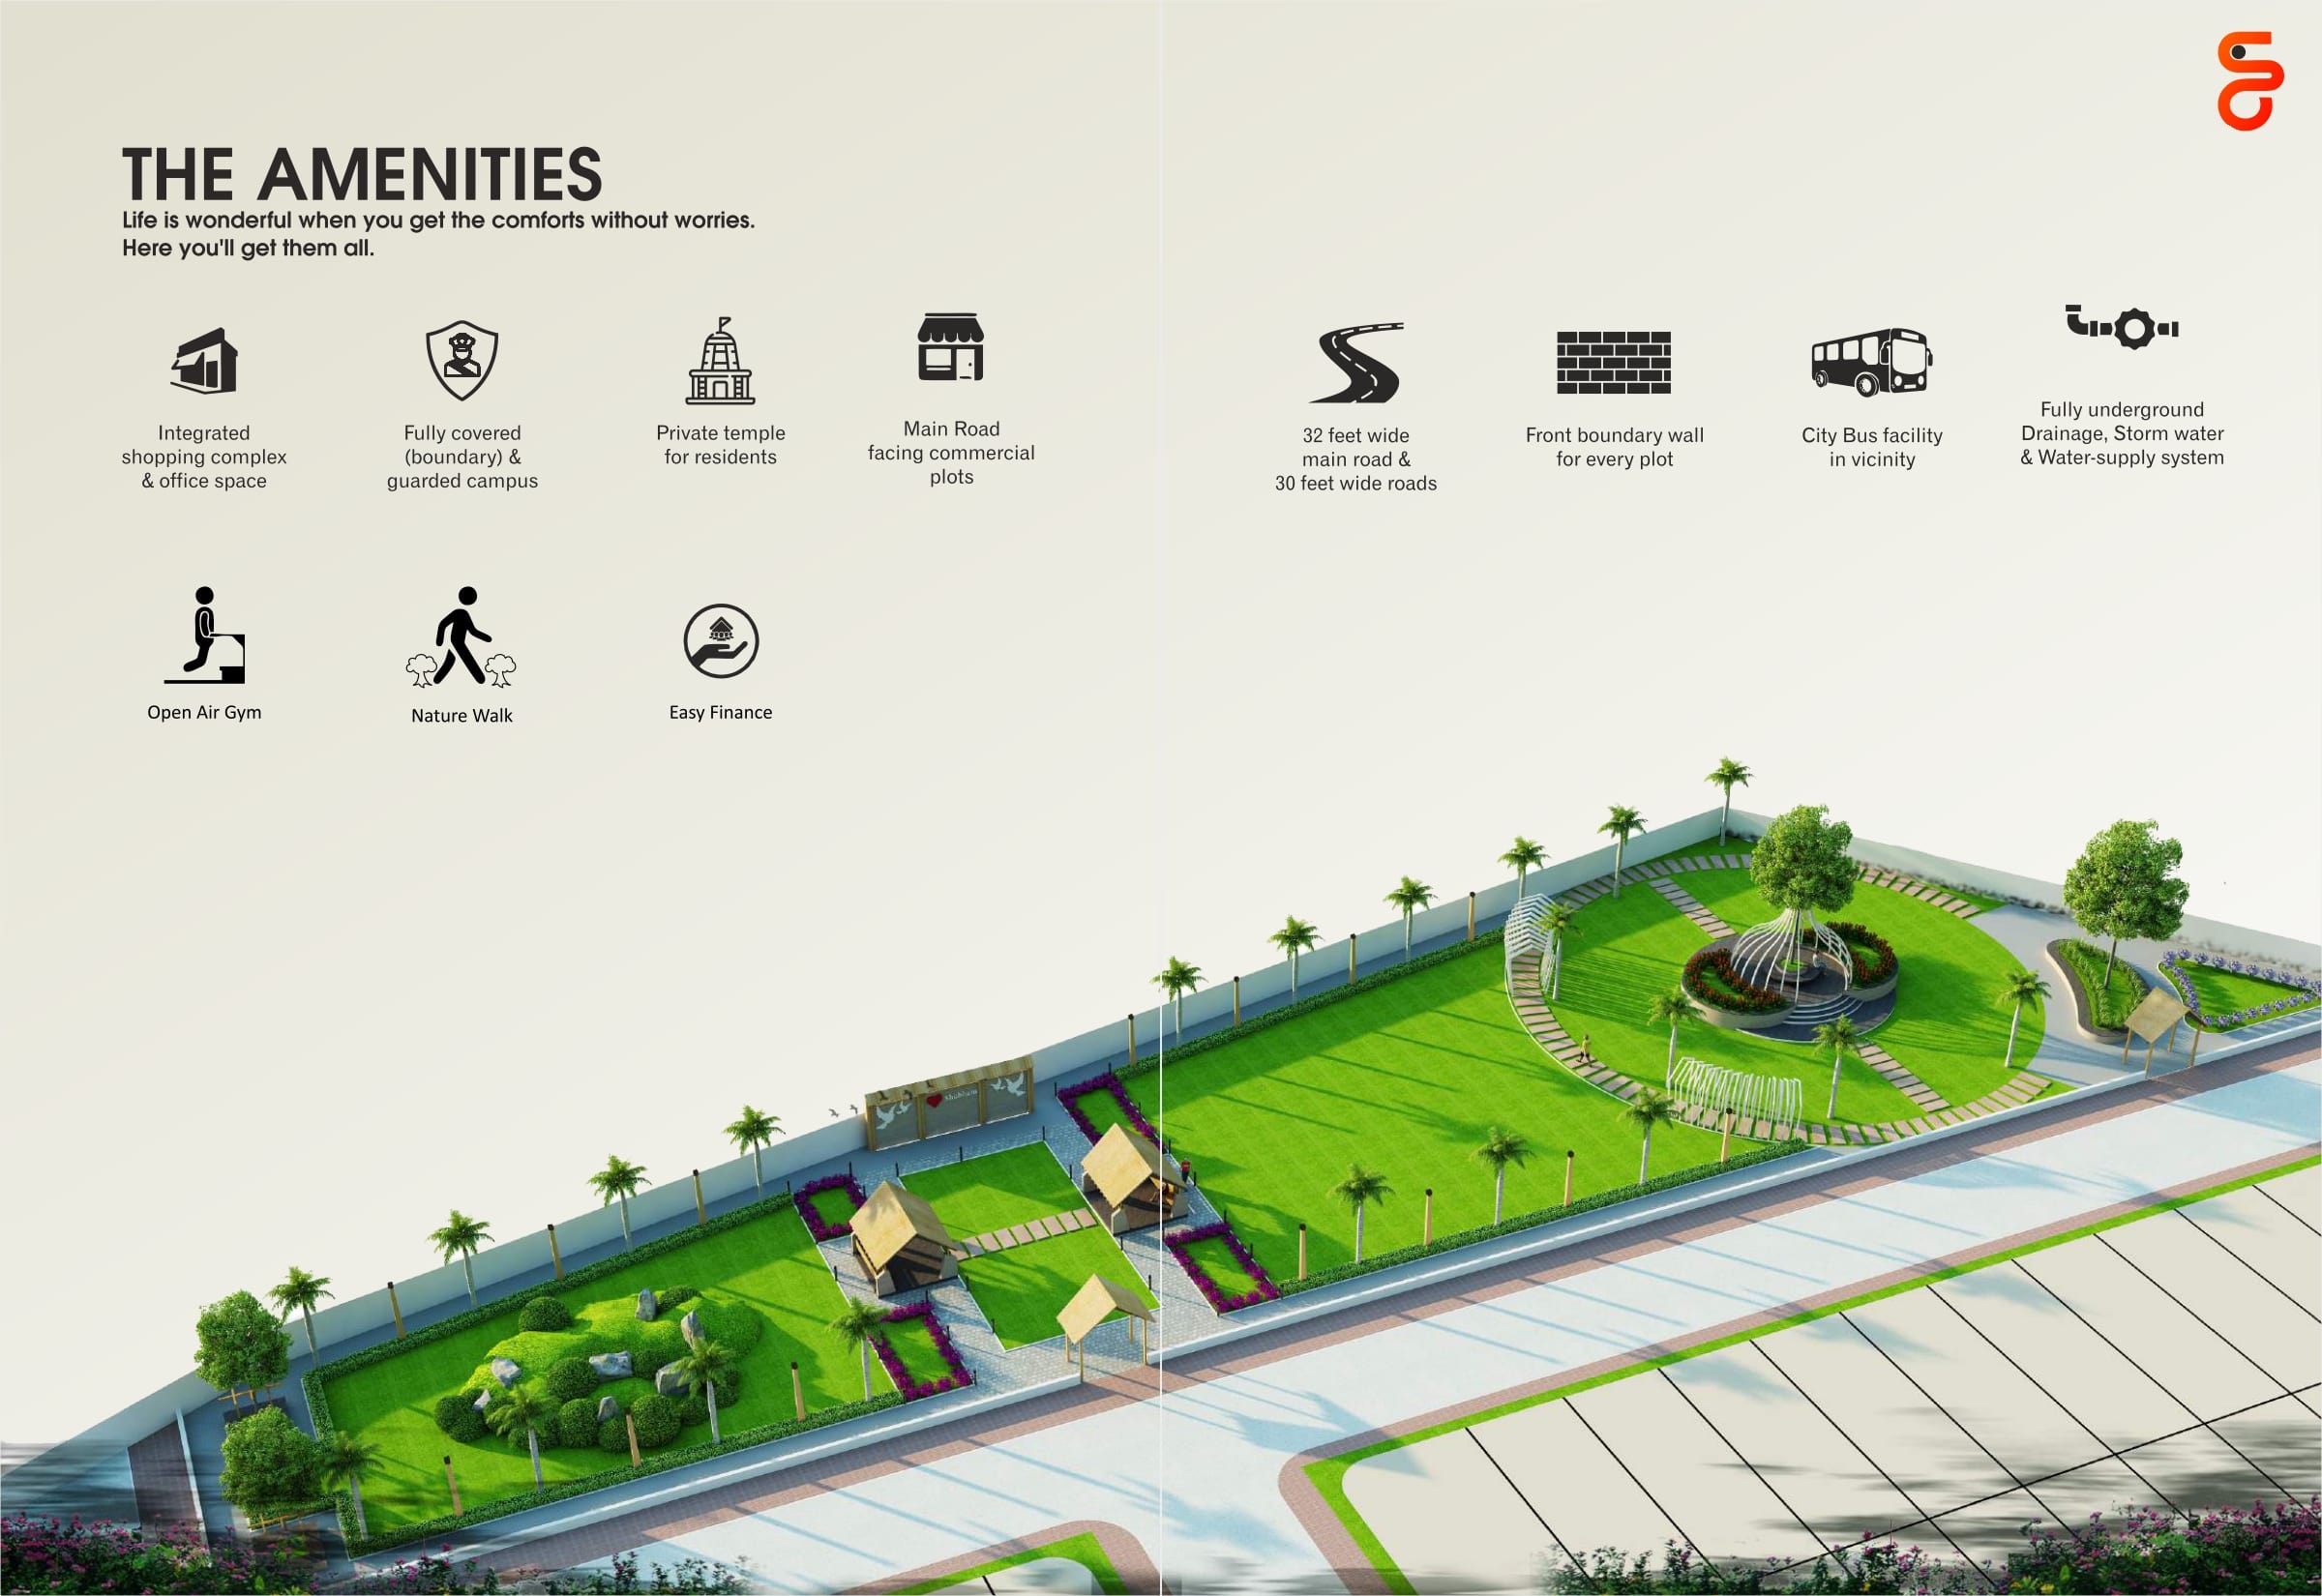 THE AMENITIES
Life is wonderful when you get the comforts without worries.
Here you'll get them all.
Integrated
shopping complex
& office space
Fully covered
(boundary) &
guarded campus
Private temple
for residents
Main Road
facing commercial
plots
32 feet wide
main road &
30 feet wide roads
Front boundary wall
for every plot
City Bus facility
in vicinity
Fully underground
Drainage, Storm water
& Water-supply system
Open Air Gym
Nature Walk
Easy Finance